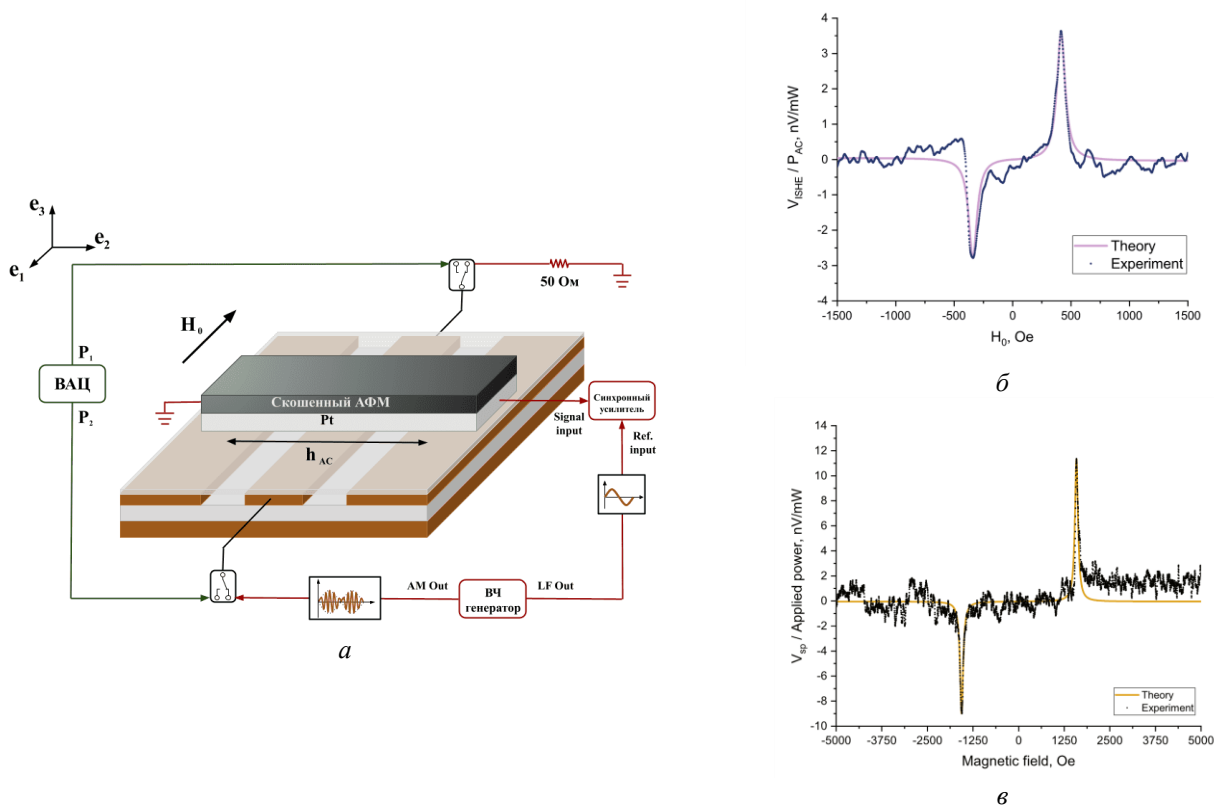 e₃
e₂
e₁
50 Ом
H₀
P₁
ВАЦ
P₂
Скошенный АФМ
Pt
h AC
Синхронный
усилитель
Signal
input
Ref.
input
AM Out
ВЧ
генератор
LF Out
а
V_ISHE / P_AC, nV/mW
4
3
2
1
0
-1
-2
-3
-4
Theory
Experiment
-1500 -1000 -500 0 500 1000 1500
H₀, Oe
б
V_sp / Applied power, nV/mW
14
12
10
8
6
4
2
0
-2
-4
-6
-8
-10
Theory
Experiment
-5000 -3750 -2500 -1250 0 1250 2500 3750 5000
Magnetic field, Oe
в